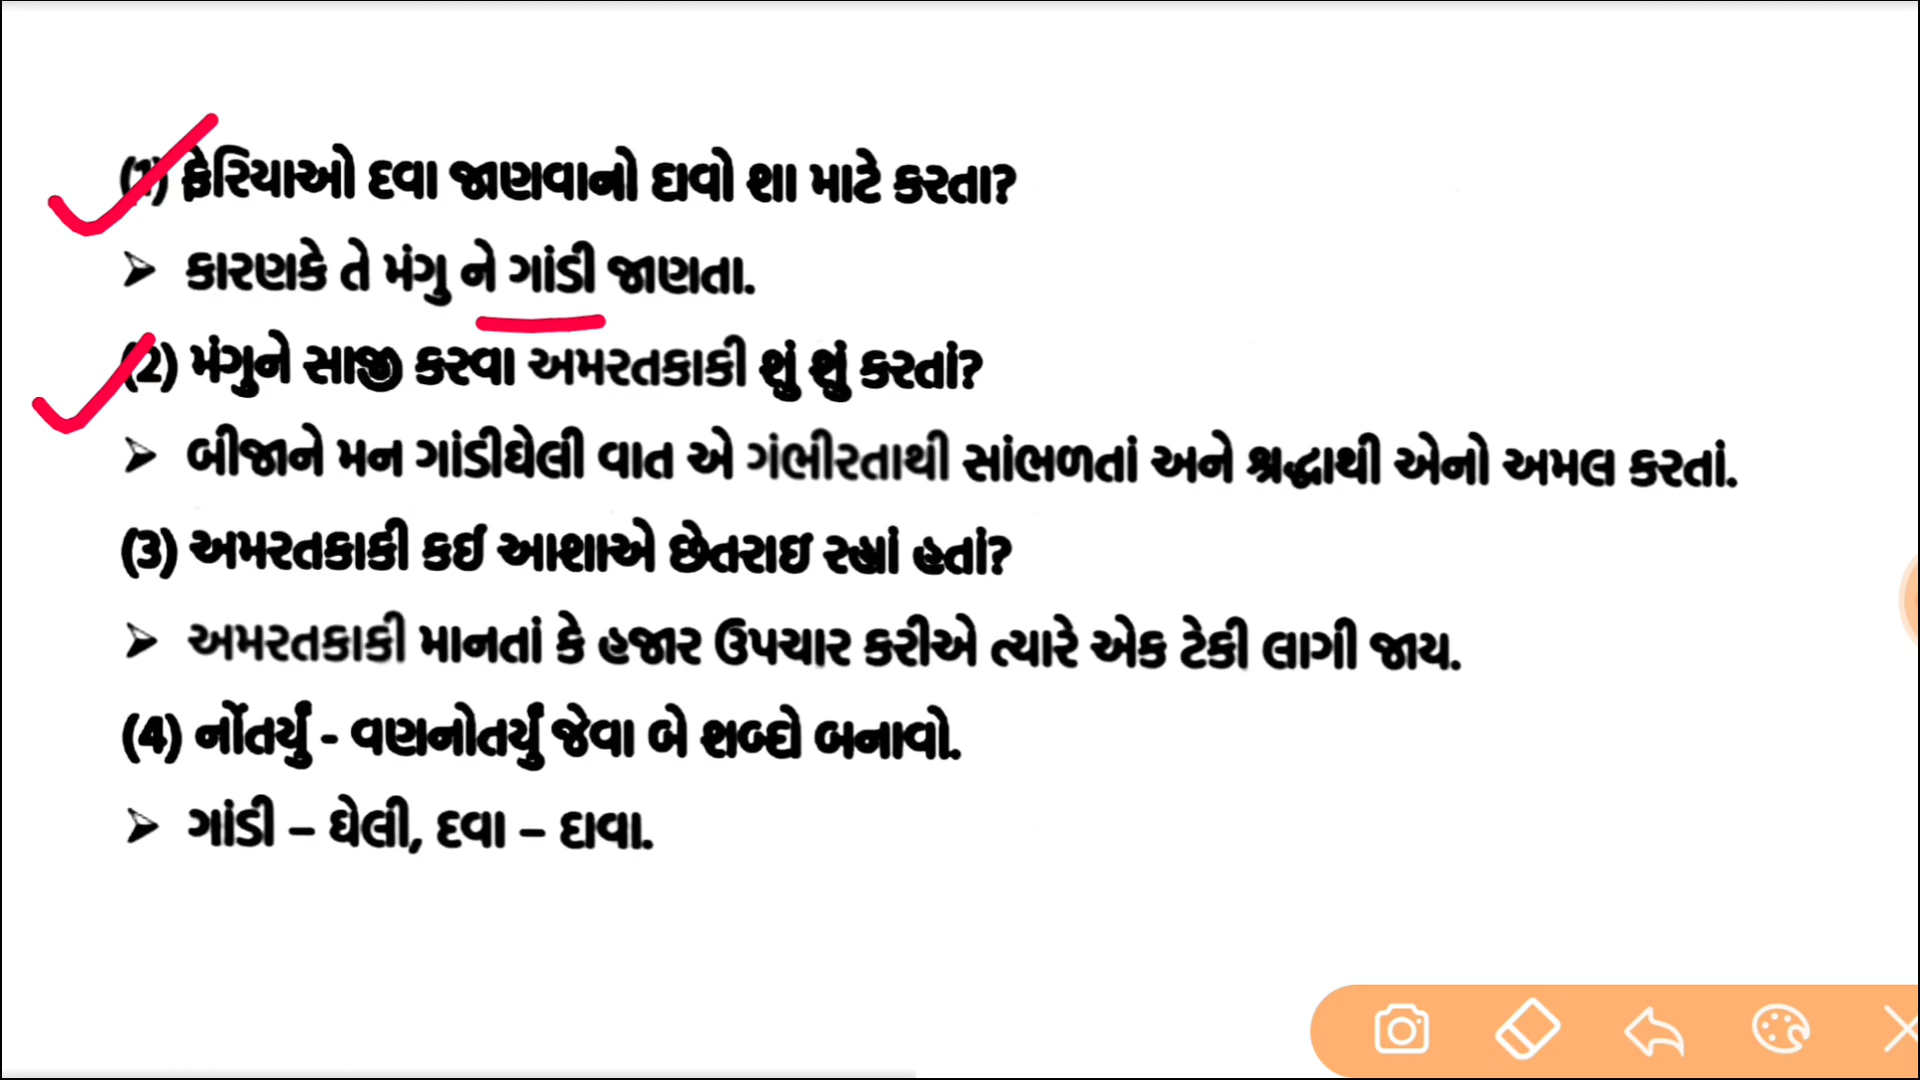 (1) ફેરિયાઓ દવા જાણવાનો દાવો શા માટે કરતા?
➢ કારણકે તે મંગુ ને ગાંડી જાણતા.
(2) મંગુને સાજી કરવા અમરતકાકી શું શું કરતાં?
➢ બીજાને મન ગાંડીઘેલી વાત એ ગંભીરતાથી સાંભળતાં અને શ્રદ્ધાથી એનો અમલ કરતાં.
(3) અમરતકાકી કઈ આશાએ છેતરાઇ રહ્યાં હતાં?
➢ અમરતકાકી માનતાં કે હજાર ઉપચાર કરીએ ત્યારે એક ટેકી લાગી જાય.
(4) નોંતર્યું - વણનોતર્યું જેવા બે શબ્દો બનાવો.
➢ ગાંડી – ઘેલી, દવા – દાવા.